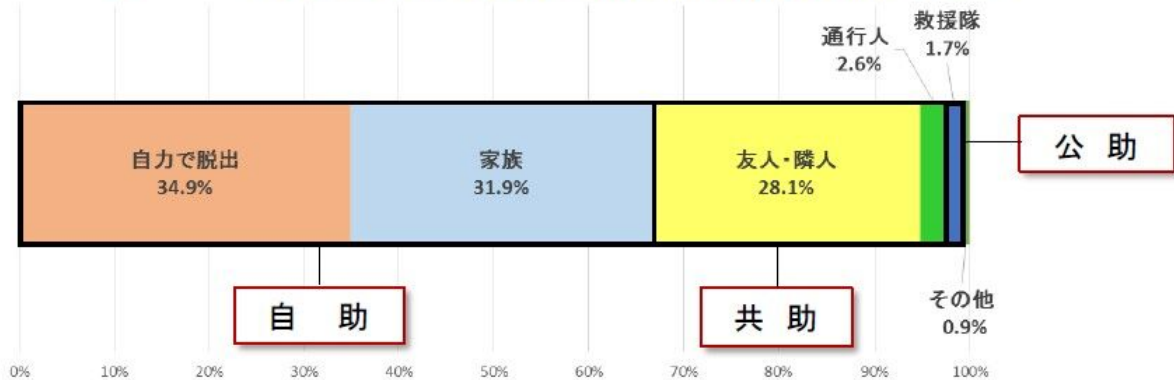 救援隊
1.7%
通行人
2.6%
自力で脱出
34.9%
家族
31.9%
友人・隣人
28.1%
公 助
自 助
共 助
その他
0.9%
0% 10% 20% 30% 40% 50% 60% 70% 80% 90% 100%